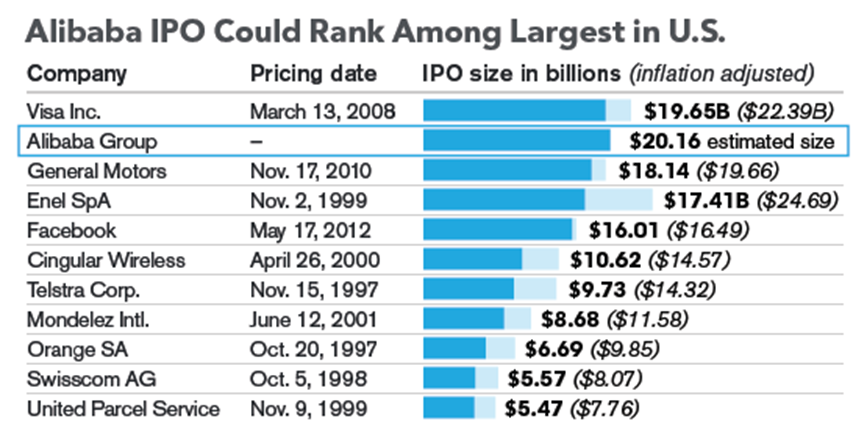 Alibaba IPO Could Rank Among Largest in U.S.
Company Pricing date IPO size in billions (inflation adjusted)
Visa Inc. March 13, 2008 $19.65B ($22.39B)
Alibaba Group – $20.16 estimated size
General Motors Nov. 17, 2010 $18.14 ($19.66)
Enel SpA Nov. 2, 1999 $17.41B ($24.69)
Facebook May 17, 2012 $16.01 ($16.49)
Cingular Wireless April 26, 2000 $10.62 ($14.57)
Telstra Corp. Nov. 15, 1997 $9.73 ($14.32)
Mondelez Intl. June 12, 2001 $8.68 ($11.58)
Orange SA Oct. 20, 1997 $6.69 ($9.85)
Swisscom AG Oct. 5, 1998 $5.57 ($8.07)
United Parcel Service Nov. 9, 1999 $5.47 ($7.76)